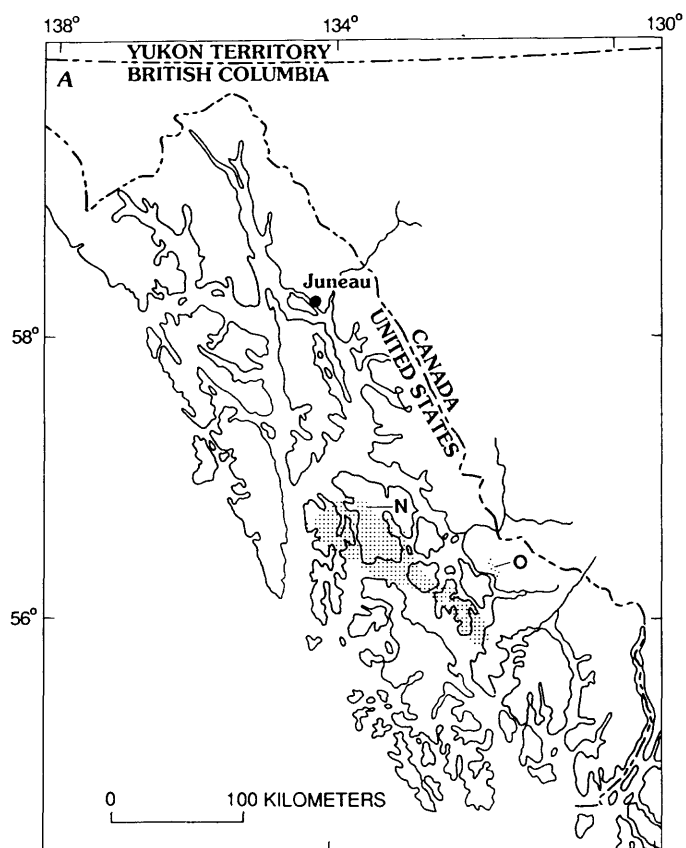 138° 134° 130°
YUKON TERRITORY
BRITISH COLUMBIA
A
Juneau
58°
CANADA
UNITED STATES
N
O
56°
0 100 KILOMETERS